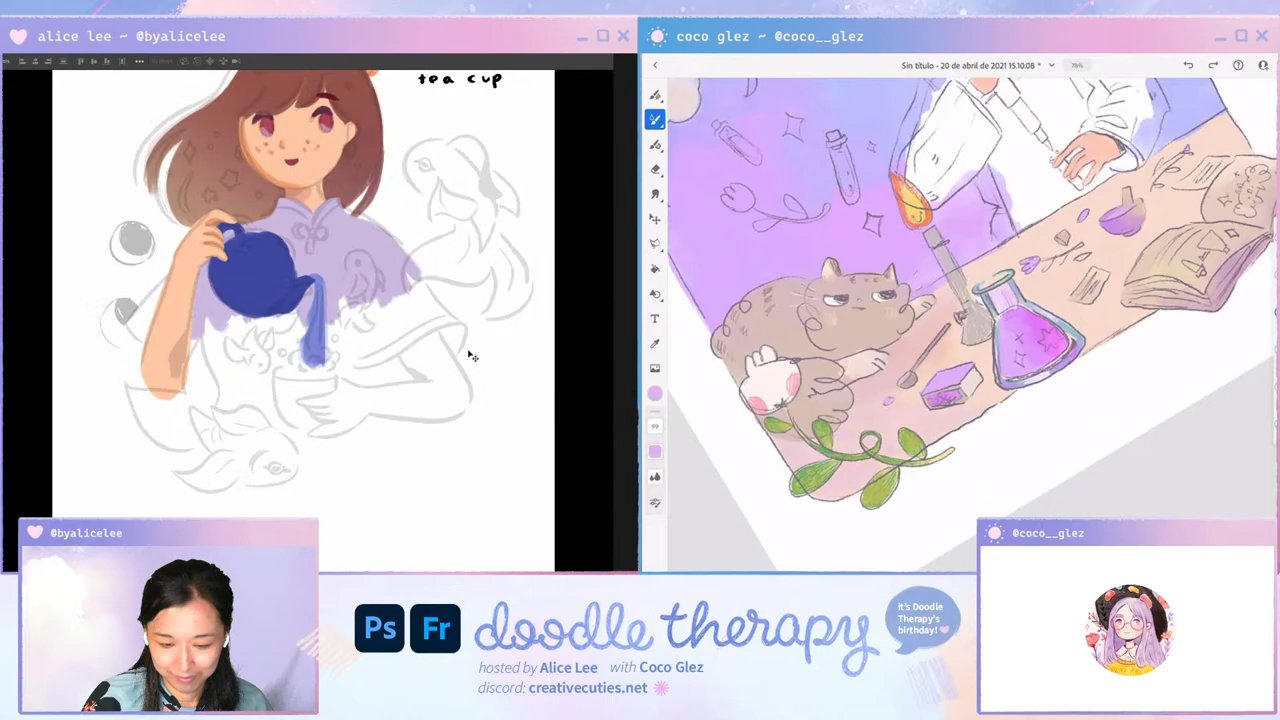 alice lee ~ @byalicelee
coco glez ~ @coco__glez
Sin título - 20 de abril de 2021 15.10.08 *
78%
tea cup
T
99
@byalicelee
@coco__glez
Ps
Fr
doodle therapy
it's Doodle
Therapy's
birthday!
hosted by Alice Lee with Coco Glez
discord: creativecuties.net